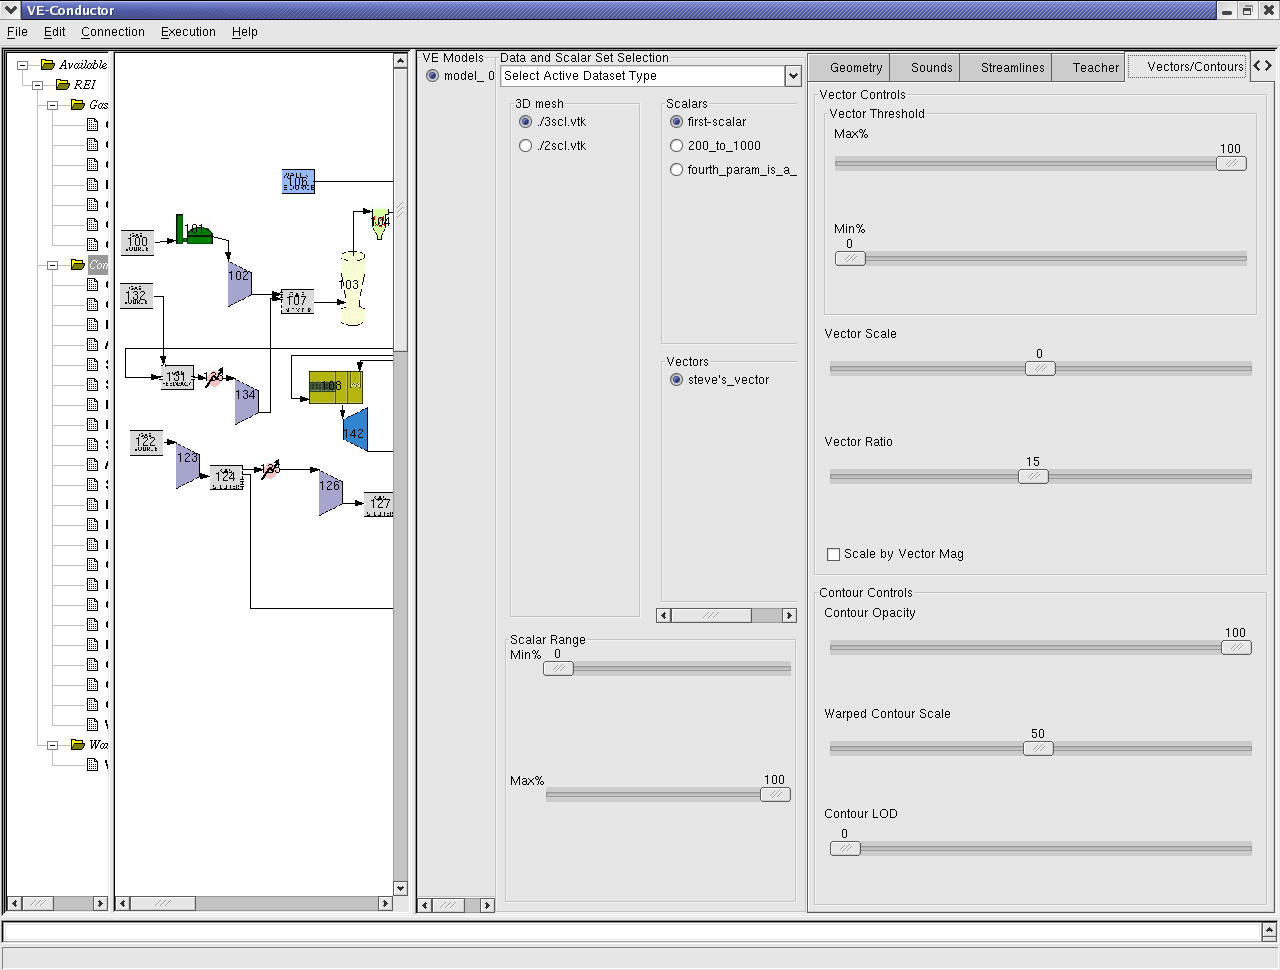 VE-Conductor
File Edit Connection Execution Help
Available
REI
Gas
Con
Wa
106
100
101
104
102
132
103
107
131
133
134
108
142
122
123
124
126
127
VE Models
model_ 0
Data and Scalar Set Selection
Select Active Dataset Type
3D mesh
./3scl.vtk
./2scl.vtk
Scalars
first-scalar
200_to_1000
fourth_param_is_a_
Vectors
steve's_vector
Scalar Range
Min% 0
Max% 100
Geometry Sounds Streamlines Teacher Vectors/Contours
Vector Controls
Vector Threshold
Max%
100
Min%
0
Vector Scale
0
Vector Ratio
15
Scale by Vector Mag
Contour Controls
Contour Opacity
100
Warped Contour Scale
50
Contour LOD
0